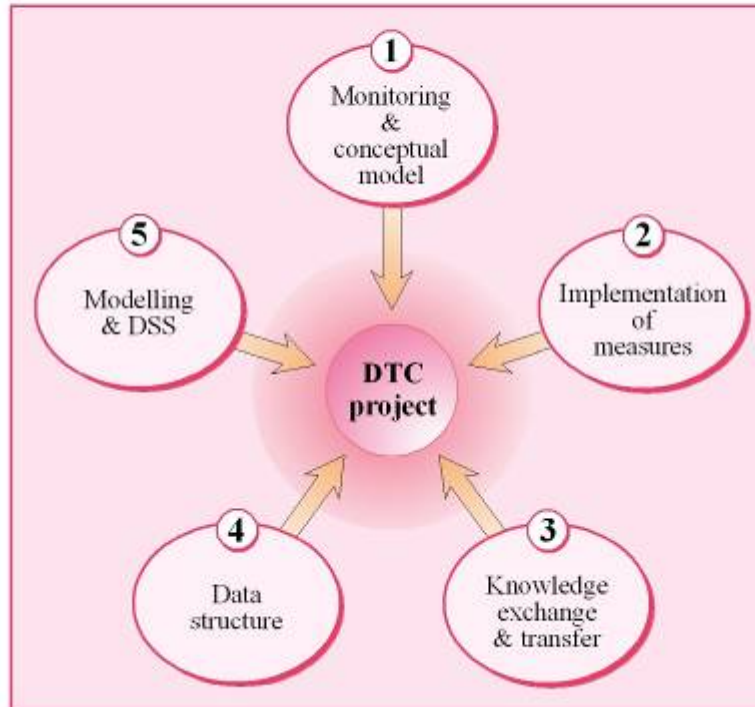 1
Monitoring
&
conceptual
model
5
Modelling
& DSS
2
Implementation
of
measures
DTC
project
4
Data
structure
3
Knowledge
exchange
& transfer